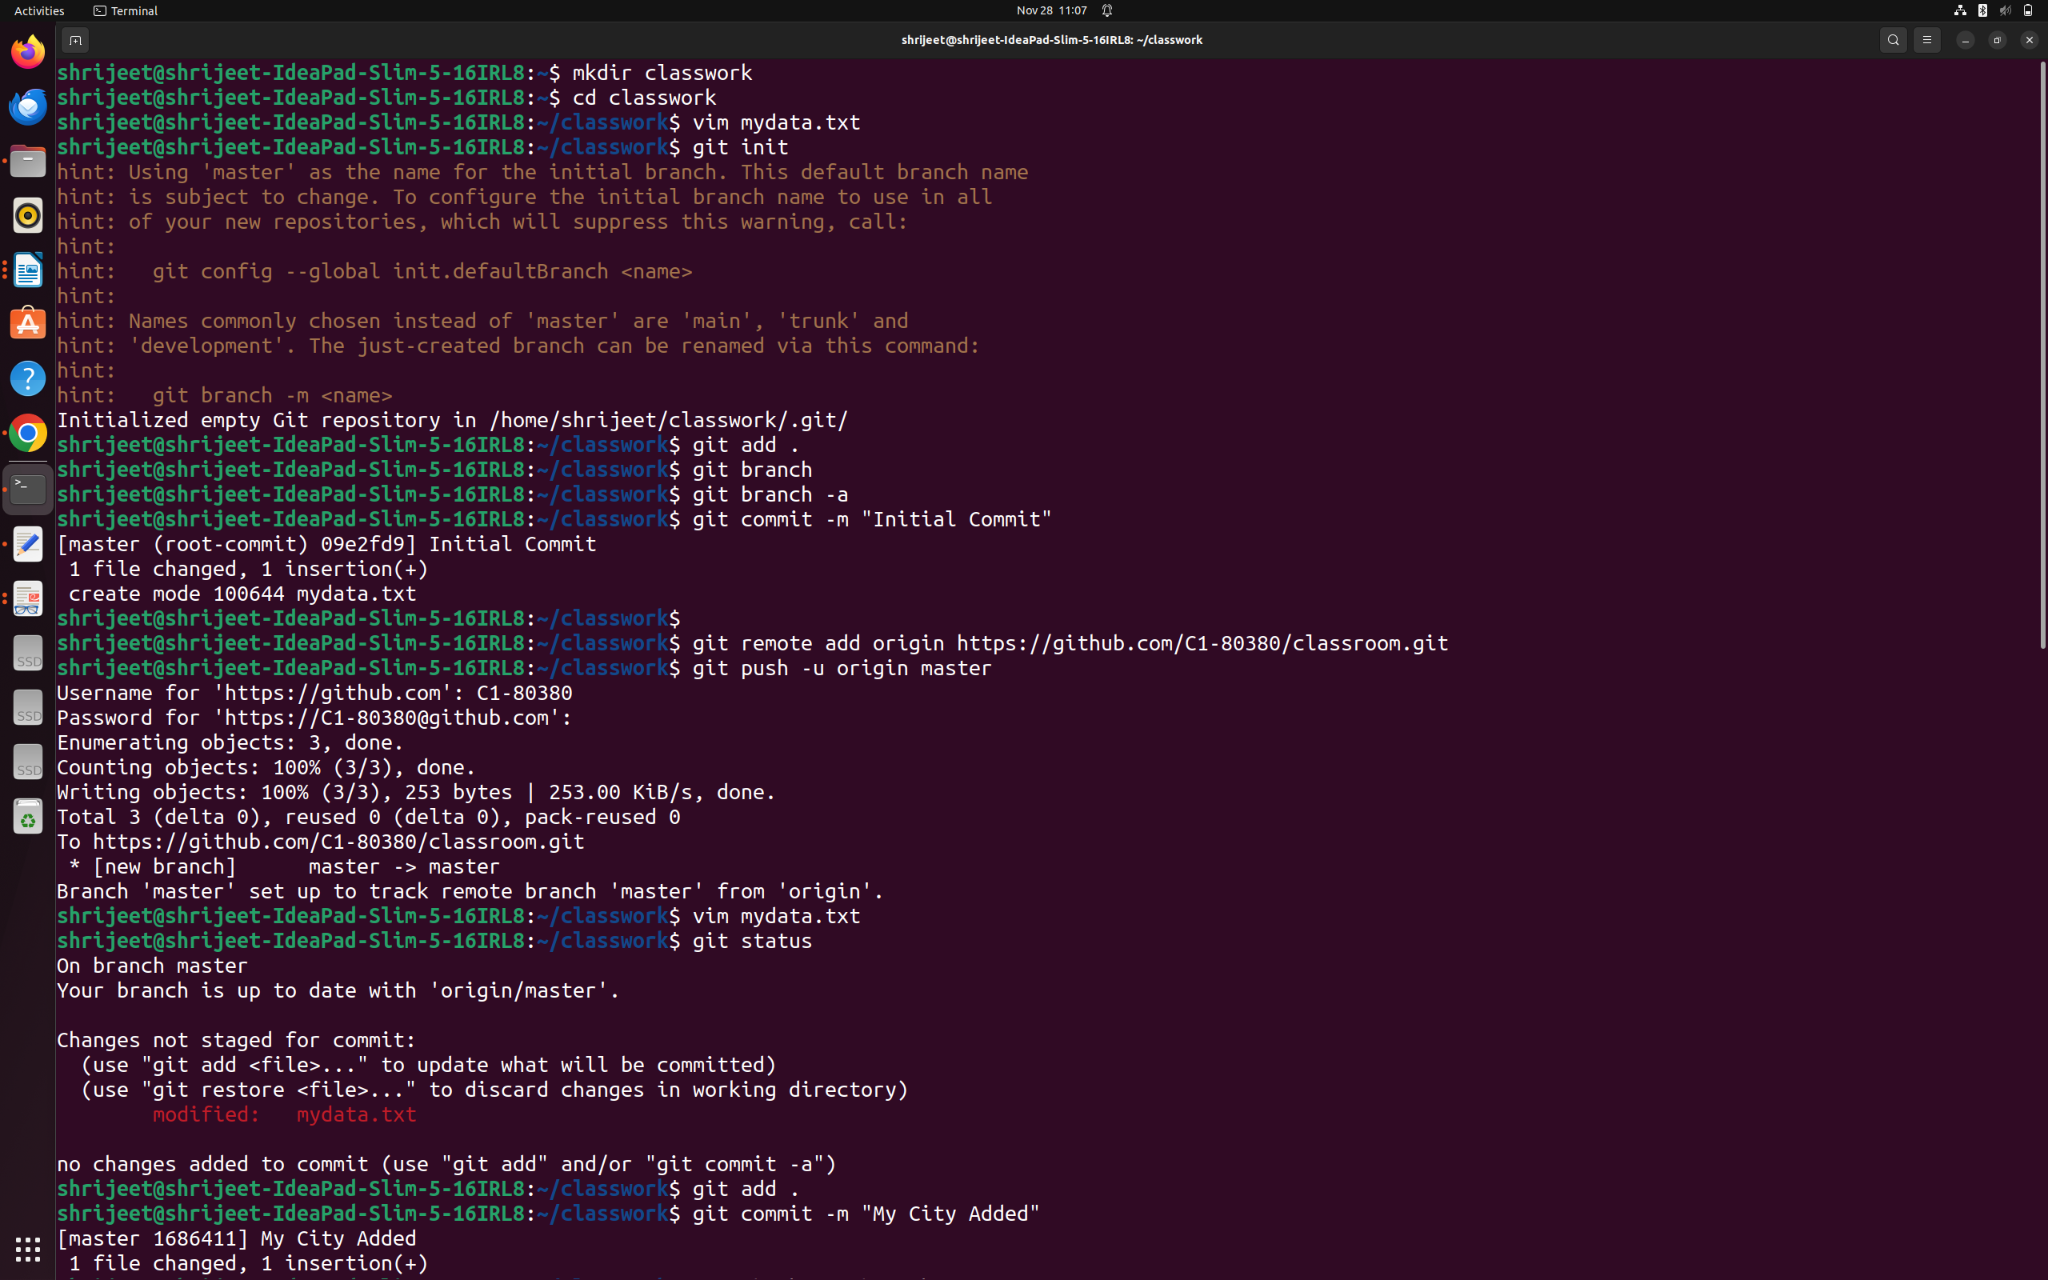 Activities
Terminal
Nov 28 11:07
shrijeet@shrijeet-IdeaPad-Slim-5-16IRL8: ~/classwork
shrijeet@shrijeet-IdeaPad-Slim-5-16IRL8:~$ mkdir classwork
shrijeet@shrijeet-IdeaPad-Slim-5-16IRL8:~$ cd classwork
shrijeet@shrijeet-IdeaPad-Slim-5-16IRL8:~/classwork$ vim mydata.txt
shrijeet@shrijeet-IdeaPad-Slim-5-16IRL8:~/classwork$ git init
hint: Using 'master' as the name for the initial branch. This default branch name
hint: is subject to change. To configure the initial branch name to use in all
hint: of your new repositories, which will suppress this warning, call:
hint:
hint:   git config --global init.defaultBranch <name>
hint:
hint: Names commonly chosen instead of 'master' are 'main', 'trunk' and
hint: 'development'. The just-created branch can be renamed via this command:
hint:
hint:   git branch -m <name>
Initialized empty Git repository in /home/shrijeet/classwork/.git/
shrijeet@shrijeet-IdeaPad-Slim-5-16IRL8:~/classwork$ git add .
shrijeet@shrijeet-IdeaPad-Slim-5-16IRL8:~/classwork$ git branch
shrijeet@shrijeet-IdeaPad-Slim-5-16IRL8:~/classwork$ git branch -a
shrijeet@shrijeet-IdeaPad-Slim-5-16IRL8:~/classwork$ git commit -m "Initial Commit"
[master (root-commit) 09e2fd9] Initial Commit
 1 file changed, 1 insertion(+)
 create mode 100644 mydata.txt
shrijeet@shrijeet-IdeaPad-Slim-5-16IRL8:~/classwork$
shrijeet@shrijeet-IdeaPad-Slim-5-16IRL8:~/classwork$ git remote add origin https://github.com/C1-80380/classroom.git
shrijeet@shrijeet-IdeaPad-Slim-5-16IRL8:~/classwork$ git push -u origin master
Username for 'https://github.com': C1-80380
Password for 'https://C1-80380@github.com':
Enumerating objects: 3, done.
Counting objects: 100% (3/3), done.
Writing objects: 100% (3/3), 253 bytes | 253.00 KiB/s, done.
Total 3 (delta 0), reused 0 (delta 0), pack-reused 0
To https://github.com/C1-80380/classroom.git
 * [new branch]      master -> master
Branch 'master' set up to track remote branch 'master' from 'origin'.
shrijeet@shrijeet-IdeaPad-Slim-5-16IRL8:~/classwork$ vim mydata.txt
shrijeet@shrijeet-IdeaPad-Slim-5-16IRL8:~/classwork$ git status
On branch master
Your branch is up to date with 'origin/master'.
Changes not staged for commit:
  (use "git add <file>..." to update what will be committed)
  (use "git restore <file>..." to discard changes in working directory)
        modified:   mydata.txt
no changes added to commit (use "git add" and/or "git commit -a")
shrijeet@shrijeet-IdeaPad-Slim-5-16IRL8:~/classwork$ git add .
shrijeet@shrijeet-IdeaPad-Slim-5-16IRL8:~/classwork$ git commit -m "My City Added"
[master 1686411] My City Added
 1 file changed, 1 insertion(+)
SSD
SSD
SSD